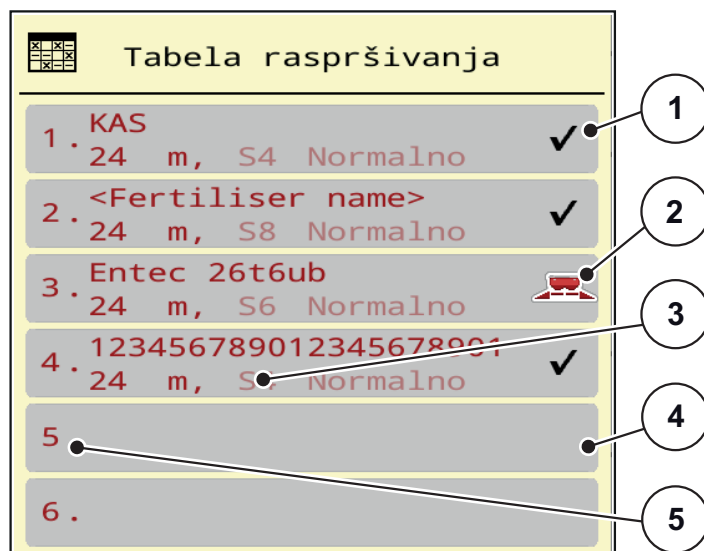 Tabela raspršivanja
1. KAS
24 m, S4 Normalno
2. <Fertiliser name>
24 m, S8 Normalno
3. Entec 26t6ub
24 m, S6 Normalno
4. 123456789012345678901
24 m, Normalno
5
6.
1
2
3
4
5